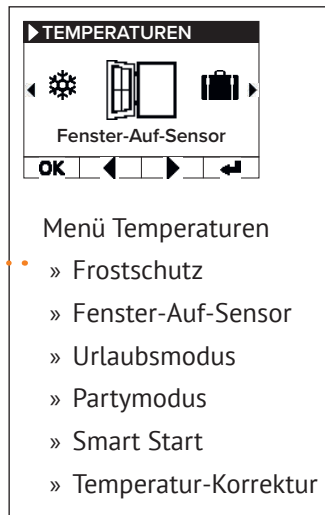 TEMPERATUREN
Fenster-Auf-Sensor
OK
Menü Temperaturen
» Frostschutz
» Fenster-Auf-Sensor
» Urlaubsmodus
» Partymodus
» Smart Start
» Temperatur-Korrektur